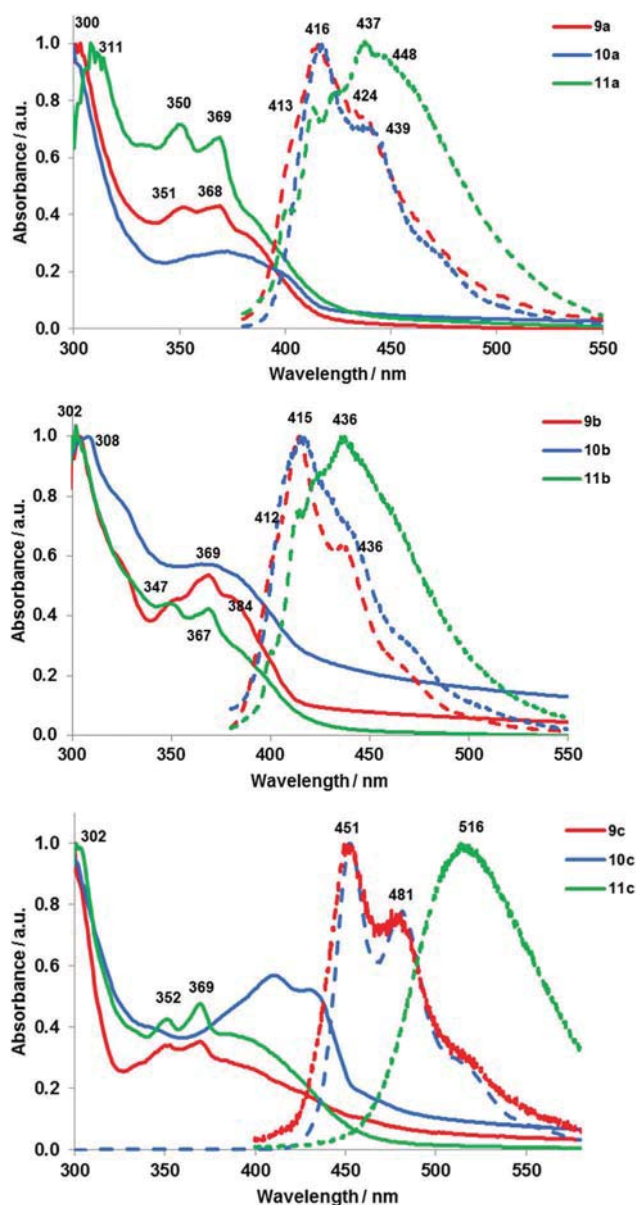 300
311
413
416
437
448
424
439
350
369
351
368
9a
10a
11a
Absorbance / a.u.
1.0
0.8
0.6
0.4
0.2
0.0
300 350 400 450 500 550
Wavelength / nm
302
308
415
436
412
436
369
347
384
367
9b
10b
11b
Absorbance / a.u.
1.0
0.8
0.6
0.4
0.2
0.0
300 350 400 450 500 550
Wavelength / nm
302
451
481
516
352
369
9c
10c
11c
Absorbance / a.u.
1.0
0.8
0.6
0.4
0.2
0.0
300 350 400 450 500 550
Wavelength / nm